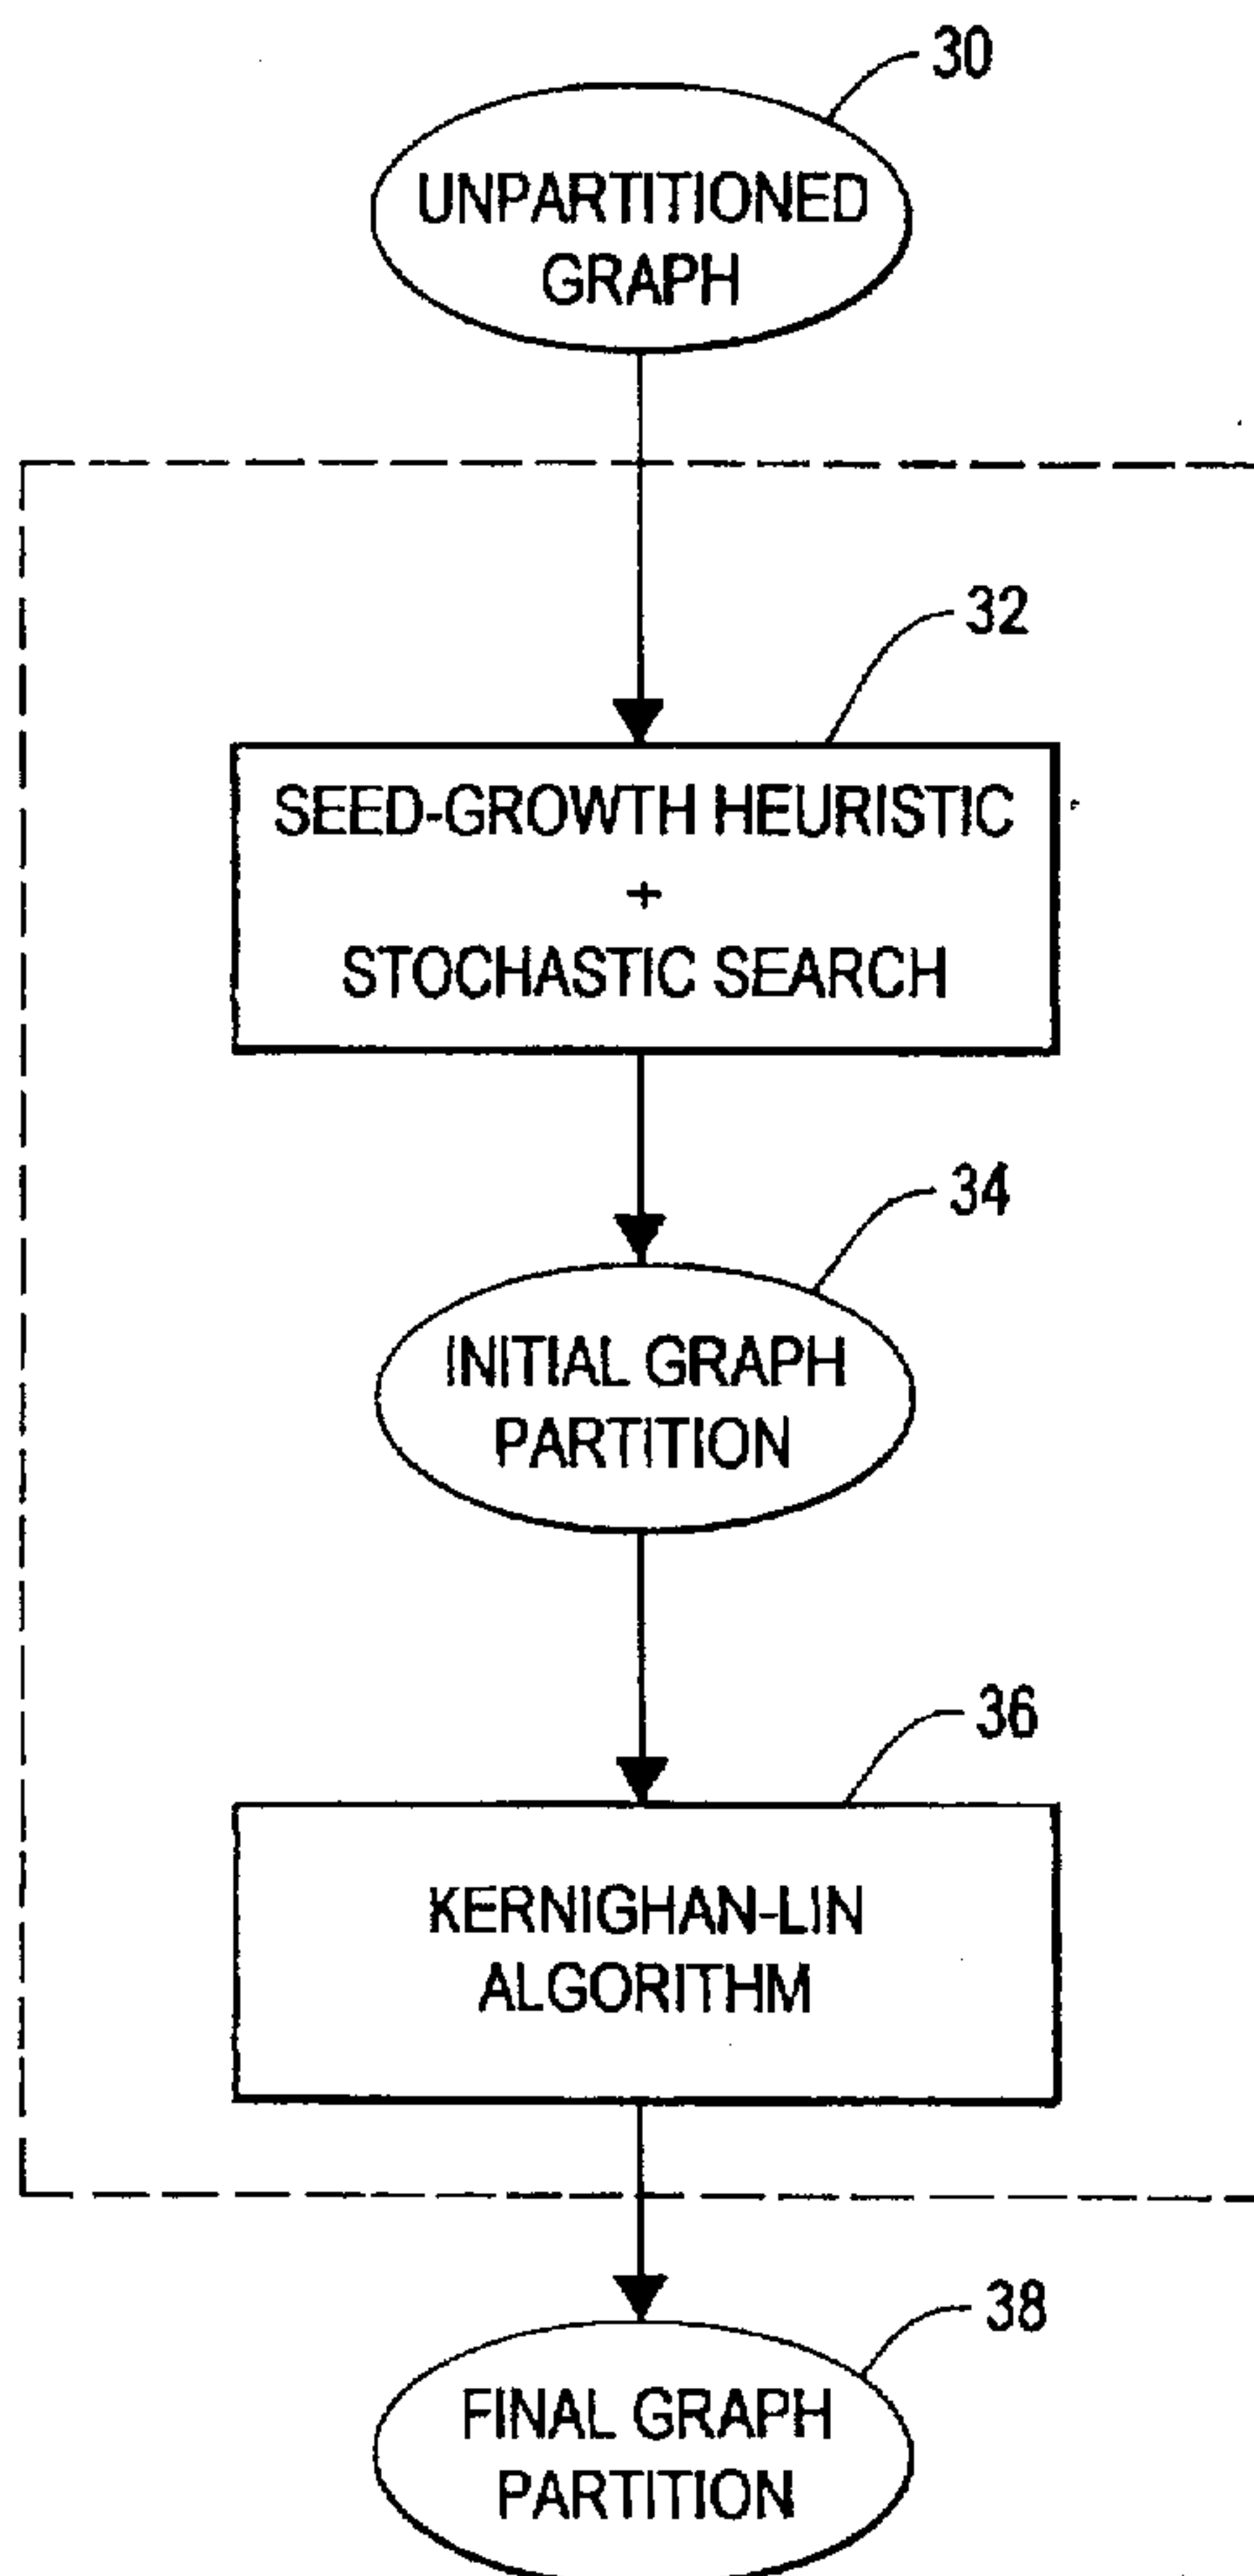 30
UNPARTITIONED
GRAPH
32
SEED-GROWTH HEURISTIC
+
STOCHASTIC SEARCH
34
INITIAL GRAPH
PARTITION
36
KERNIGHAN-LIN
ALGORITHM
38
FINAL GRAPH
PARTITION